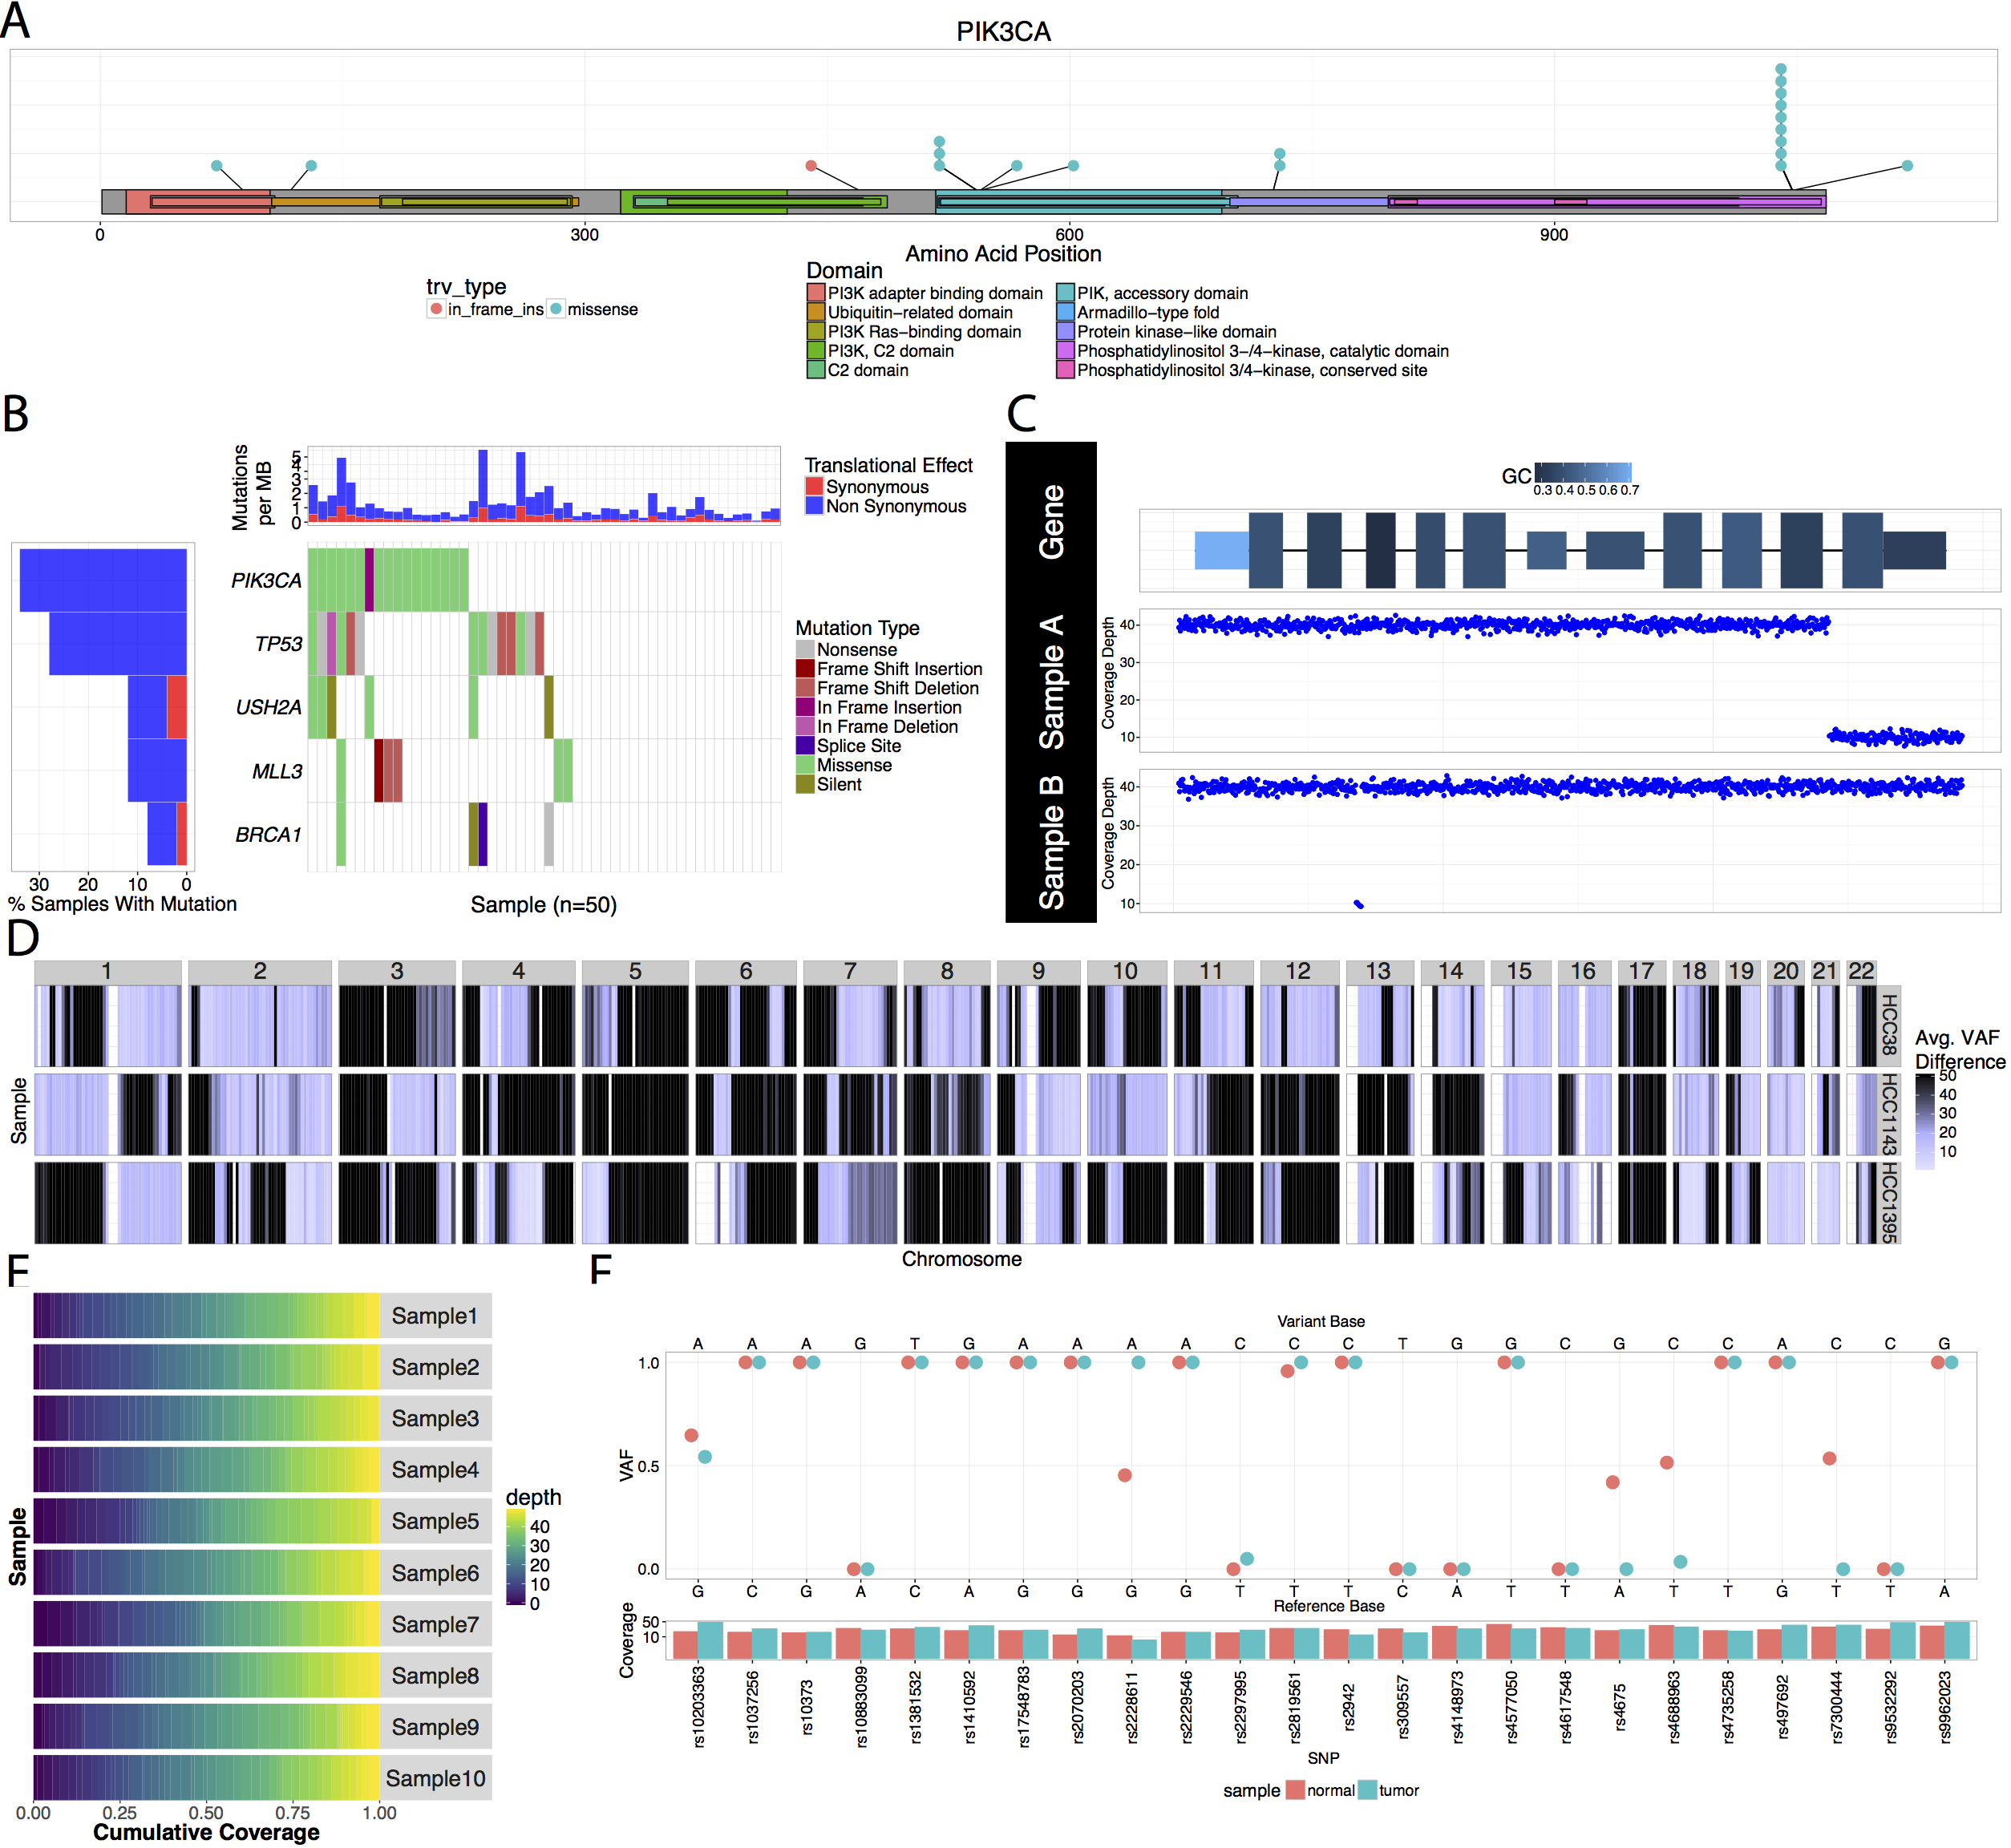 A
PIK3CA
0 300 600 900
Amino Acid Position
trv_type
in_frame_ins missense
Domain
PI3K adapter binding domain
Ubiquitin−related domain
PI3K Ras−binding domain
PI3K, C2 domain
C2 domain
PIK, accessory domain
Armadillo−type fold
Protein kinase−like domain
Phosphatidylinositol 3−/4−kinase, catalytic domain
Phosphatidylinositol 3/4−kinase, conserved site
B
Mutations
per MB
5
4
3
2
1
0
Translational Effect
Synonymous
Non Synonymous
PIK3CA
TP53
USH2A
MLL3
BRCA1
30 20 10 0
% Samples With Mutation
Sample (n=50)
Mutation Type
Nonsense
Frame Shift Insertion
Frame Shift Deletion
In Frame Insertion
In Frame Deletion
Splice Site
Missense
Silent
C
Gene
GC
0.3 0.4 0.5 0.6 0.7
Sample A
Coverage Depth
40
30
20
10
Sample B
Coverage Depth
40
30
20
10
D
1 2 3 4 5 6 7 8 9 10 11 12 13 14 15 16 17 18 19 20 21 22
Sample
HCC38
HCC1143
HCC1395
Chromosome
Avg. VAF
Difference
50
40
30
20
10
E
Sample
Sample1
Sample2
Sample3
Sample4
Sample5
Sample6
Sample7
Sample8
Sample9
Sample10
0.00 0.25 0.50 0.75 1.00
Cumulative Coverage
depth
40
30
20
10
0
F
Variant Base
A A A G T G A A A A C C C T G G C G C C A C C G
VAF
1.0
0.5
0.0
G C G A C A G G G G T T T C A T T A T T G T T A
Reference Base
Coverage
50
10
rs10203363 rs1037256 rs10373 rs10883099 rs1381532 rs1410592 rs17548783 rs2070203 rs2228611 rs2229546 rs2297995 rs2819561 rs2942 rs309557 rs4148973 rs4577050 rs4617548 rs4675 rs4688963 rs4735258 rs497692 rs7300444 rs9532292 rs9962023
SNP
sample normal tumor